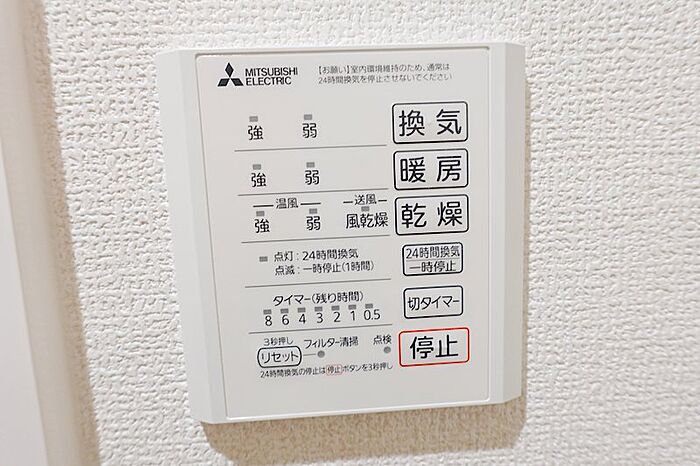 MITSUBISHI
ELECTRIC
【お願い】室内環境維持のため、通常は
24時間換気を停止させないでください
強 弱 換気
強 弱 暖房
温風 送風
強 弱 風乾燥 乾燥
点灯:24時間換気
点滅:一時停止(1時間)
24時間換気
一時停止
タイマー(残り時間)
8 6 4 3 2 1 0.5
切タイマー
3秒押し
リセット フィルター清掃 点検 停止
24時間換気の停止は停止ボタンを3秒押し